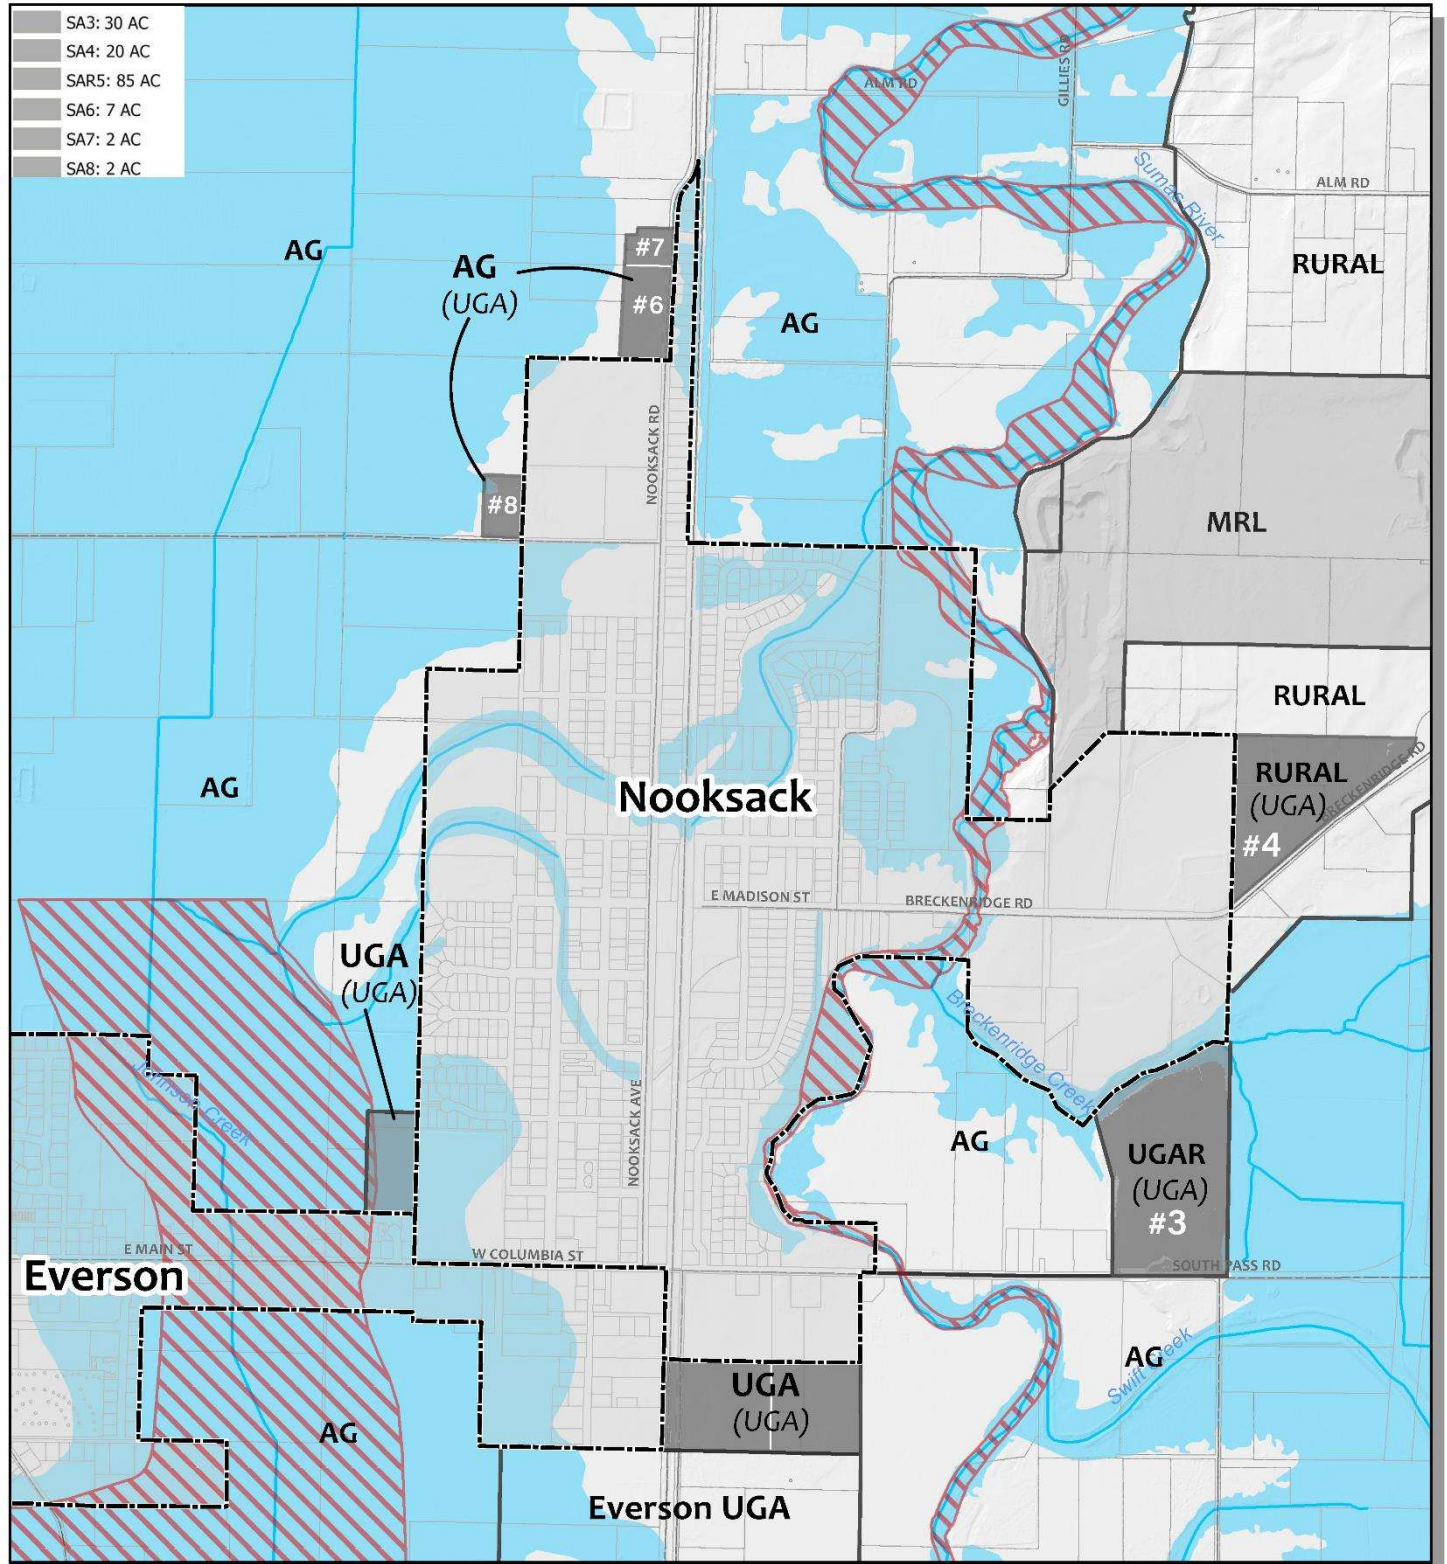 SA3: 30 AC
SA4: 20 AC
SAR5: 85 AC
SA6: 7 AC
SA7: 2 AC
SA8: 2 AC
GILLIES RD
ALM RD
Sumas River
ALM RD
AG
AG
(UGA)
#7
#6
RURAL
AG
NOOKSACK RD
#8
MRL
RURAL
AG
Nooksack
RURAL
(UGA)
#4
BRECKENRIDGE RD
E MADISON ST
BRECKENRIDGE RD
UGA
(UGA)
Breckenridge Creek
Johnson Creek
NOOKSACK AVE
AG
UGAR
(UGA)
#3
E MAIN ST
Everson
W COLUMBIA ST
SOUTH PASS RD
AG
Swift Creek
UGA
(UGA)
AG
Everson UGA